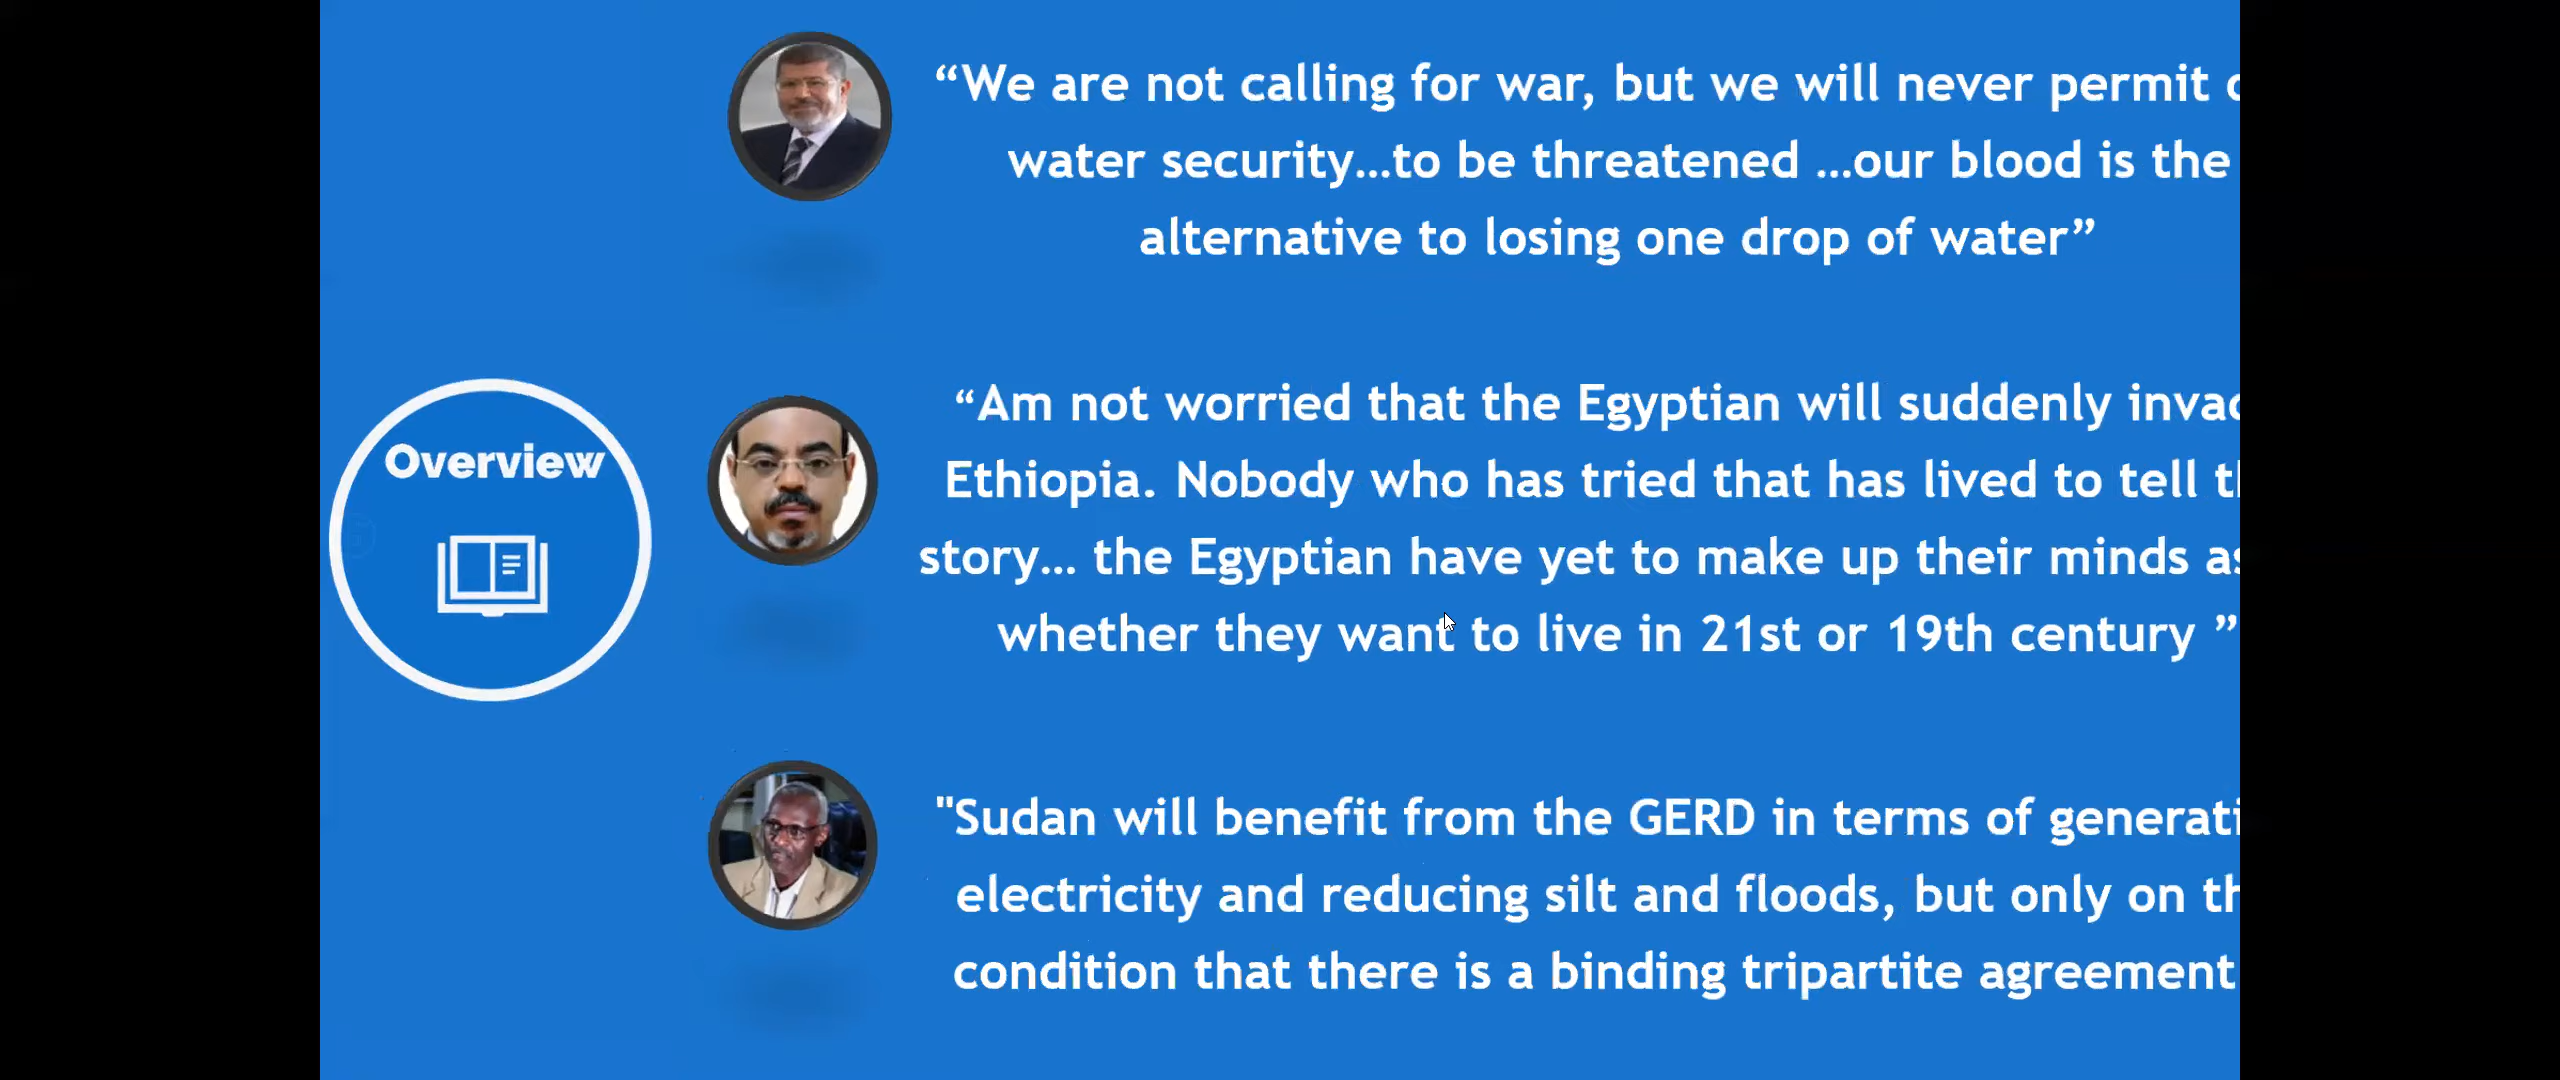 “We are not calling for war, but we will never permit
water security...to be threatened ...our blood is the
alternative to losing one drop of water”
Overview
“Am not worried that the Egyptian will suddenly
Ethiopia. Nobody who has tried that has lived to tell
story... the Egyptian have yet to make up their minds as
whether they want to live in 21st or 19th century ”
"Sudan will benefit from the GERD in terms of
electricity and reducing silt and floods, but only on
condition that there is a binding tripartite agreement